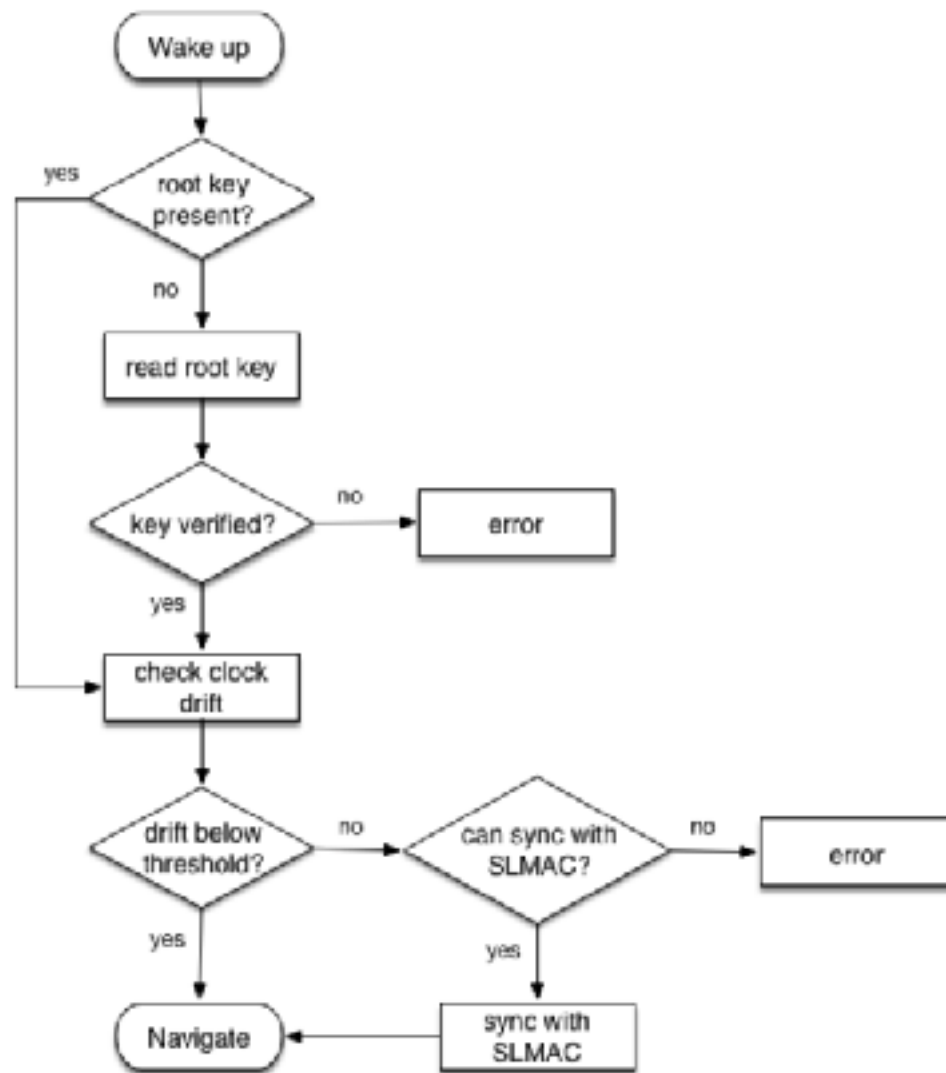 Wake up
yes
root key
present?
no
read root key
key verified?
no
error
yes
check clock
drift
drift below
threshold?
no
can sync with
SLMAC?
no
error
yes
yes
Navigate
sync with
SLMAC